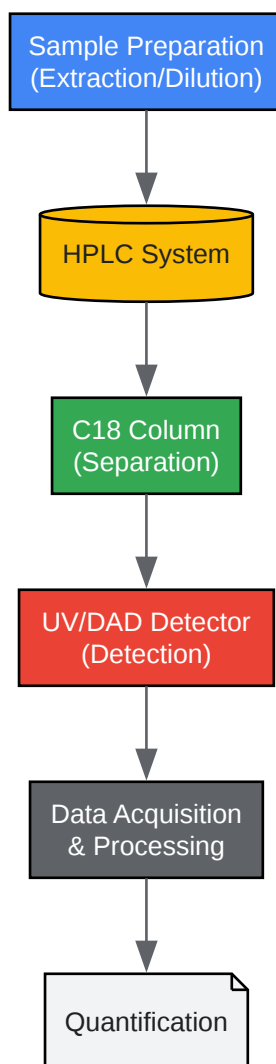 Sample Preparation
(Extraction/Dilution)
HPLC System
C18 Column
(Separation)
UV/DAD Detector
(Detection)
Data Acquisition
& Processing
Quantification